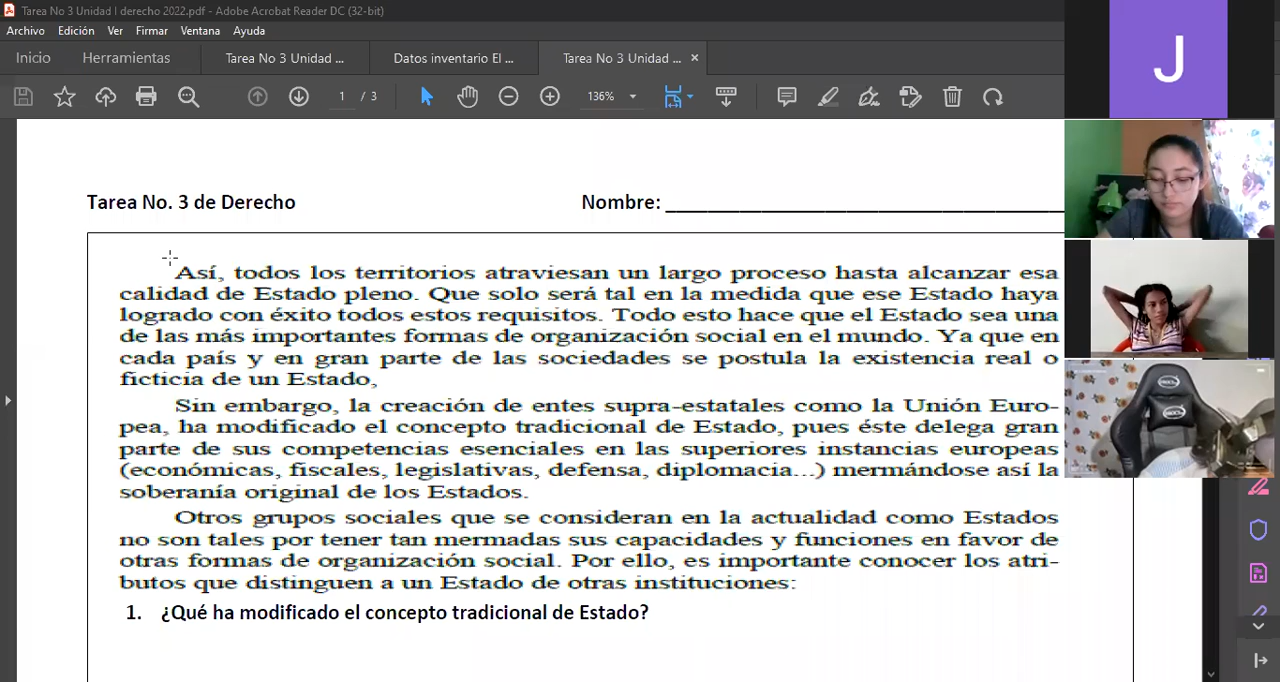 Tarea No 3 Unidad I derecho 2022.pdf - Adobe Acrobat Reader DC (32-bit)
Archivo Edición Ver Firmar Ventana Ayuda
Inicio Herramientas Tarea No 3 Unidad ... Datos inventario El ... Tarea No 3 Unidad ... ×
1 / 3 136%
J
Tarea No. 3 de Derecho Nombre: ______________________________
Así, todos los territorios atraviesan un largo proceso hasta alcanzar esa
calidad de Estado pleno. Que solo será tal en la medida que ese Estado haya
logrado con éxito todos estos requisitos. Todo esto hace que el Estado sea una
de las más importantes formas de organización social en el mundo. Ya que en
cada país y en gran parte de las sociedades se postula la existencia real o
ficticia de un Estado,
Sin embargo, la creación de entes supra-estatales como la Unión Euro-
pea, ha modificado el concepto tradicional de Estado, pues éste delega gran
parte de sus competencias esenciales en las superiores instancias europeas
(económicas, fiscales, legislativas, defensa, diplomacia...) mermándose así la
soberanía original de los Estados.
Otros grupos sociales que se consideran en la actualidad como Estados
no son tales por tener tan mermadas sus capacidades y funciones en favor de
otras formas de organización social. Por ello, es importante conocer los atri-
butos que distinguen a un Estado de otras instituciones:
1. ¿Qué ha modificado el concepto tradicional de Estado?